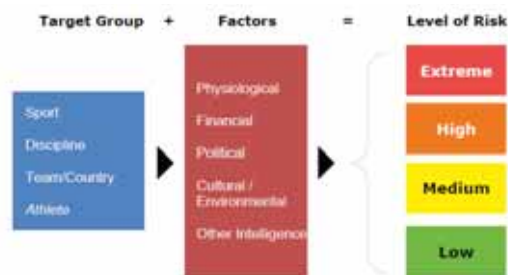 Target Group + Factors = Level of Risk
Sport
Discipline
Team/Country
Athlete
Physiological
Financial
Political
Cultural /
Environmental
Other Intelligence
Extreme
High
Medium
Low